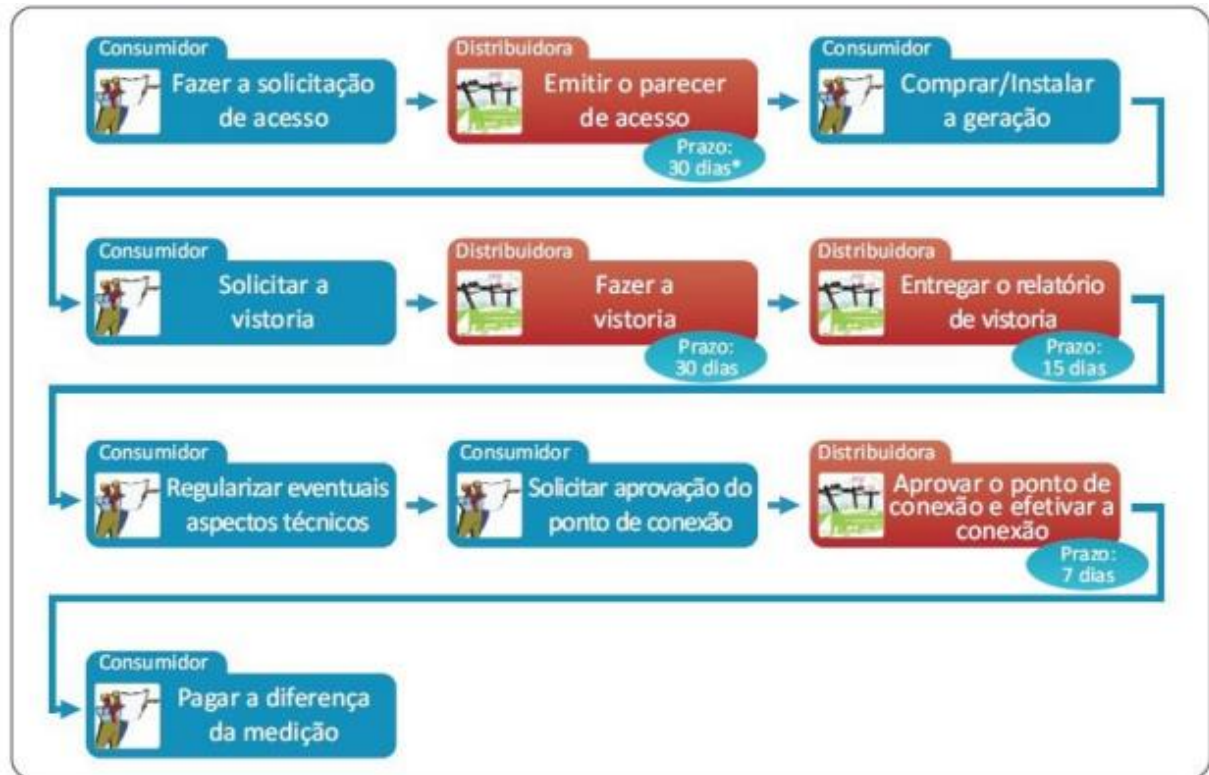 Consumidor
Fazer a solicitação
de acesso
Distribuidora
Emitir o parecer
de acesso
Prazo:
30 dias*
Consumidor
Comprar/Instalar
a geração
Consumidor
Solicitar a
vistoria
Distribuidora
Fazer a
vistoria
Prazo:
30 dias
Distribuidora
Entregar o relatório
de vistoria
Prazo:
15 dias
Consumidor
Regularizar eventuais
aspectos técnicos
Consumidor
Solicitar aprovação do
ponto de conexão
Distribuidora
Aprovar o ponto de
conexão e efetivar a
conexão
Prazo:
7 dias
Consumidor
Pagar a diferença
da medição